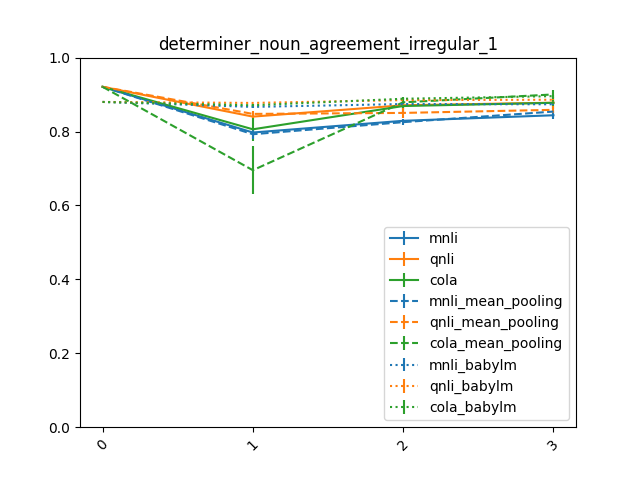 determiner_noun_agreement_irregular_1
1.0
0.8
0.6
0.4
0.2
0.0
0
1
2
3
mnli
qnli
cola
mnli_mean_pooling
qnli_mean_pooling
cola_mean_pooling
mnli_babylm
qnli_babylm
cola_babylm